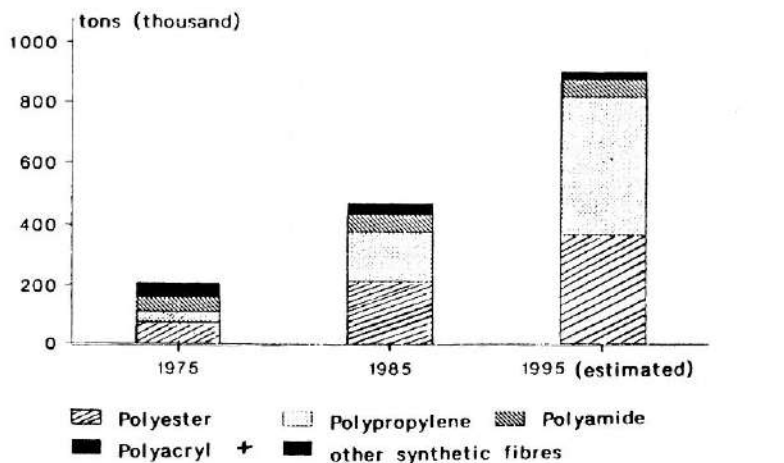 tons (thousand)
1000
800
600
400
200
0
1975 1985 1995 (estimated)
Polyester Polypropylene Polyamide
Polyacryl + other synthetic fibres